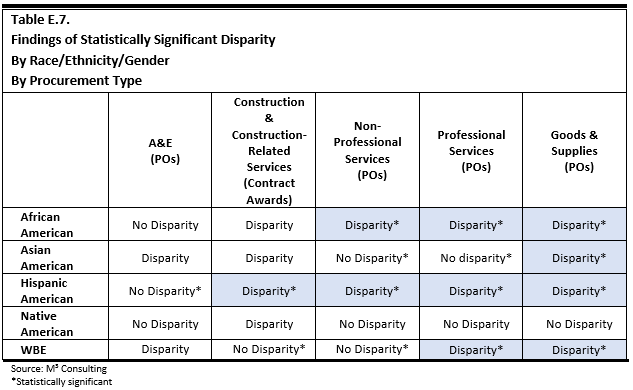 Table E.7.
Findings of Statistically Significant Disparity
By Race/Ethnicity/Gender
By Procurement Type
A&E
(POs)
Construction
&
Construction-
Related
Services
(Contract
Awards)
Non-
Professional
Services
(POs)
Professional
Services (POs)
Goods &
Supplies
(POs)
African
American
No Disparity
Disparity
Disparity*
Disparity*
Disparity*
Asian
American
Disparity
Disparity
No Disparity*
No disparity*
Disparity*
Hispanic
American
No Disparity*
Disparity*
Disparity*
Disparity*
Disparity*
Native
American
No Disparity
Disparity
No Disparity
No Disparity
No Disparity
WBE
Disparity
No Disparity*
No Disparity*
Disparity*
Disparity*
Source: M³ Consulting
*Statistically significant